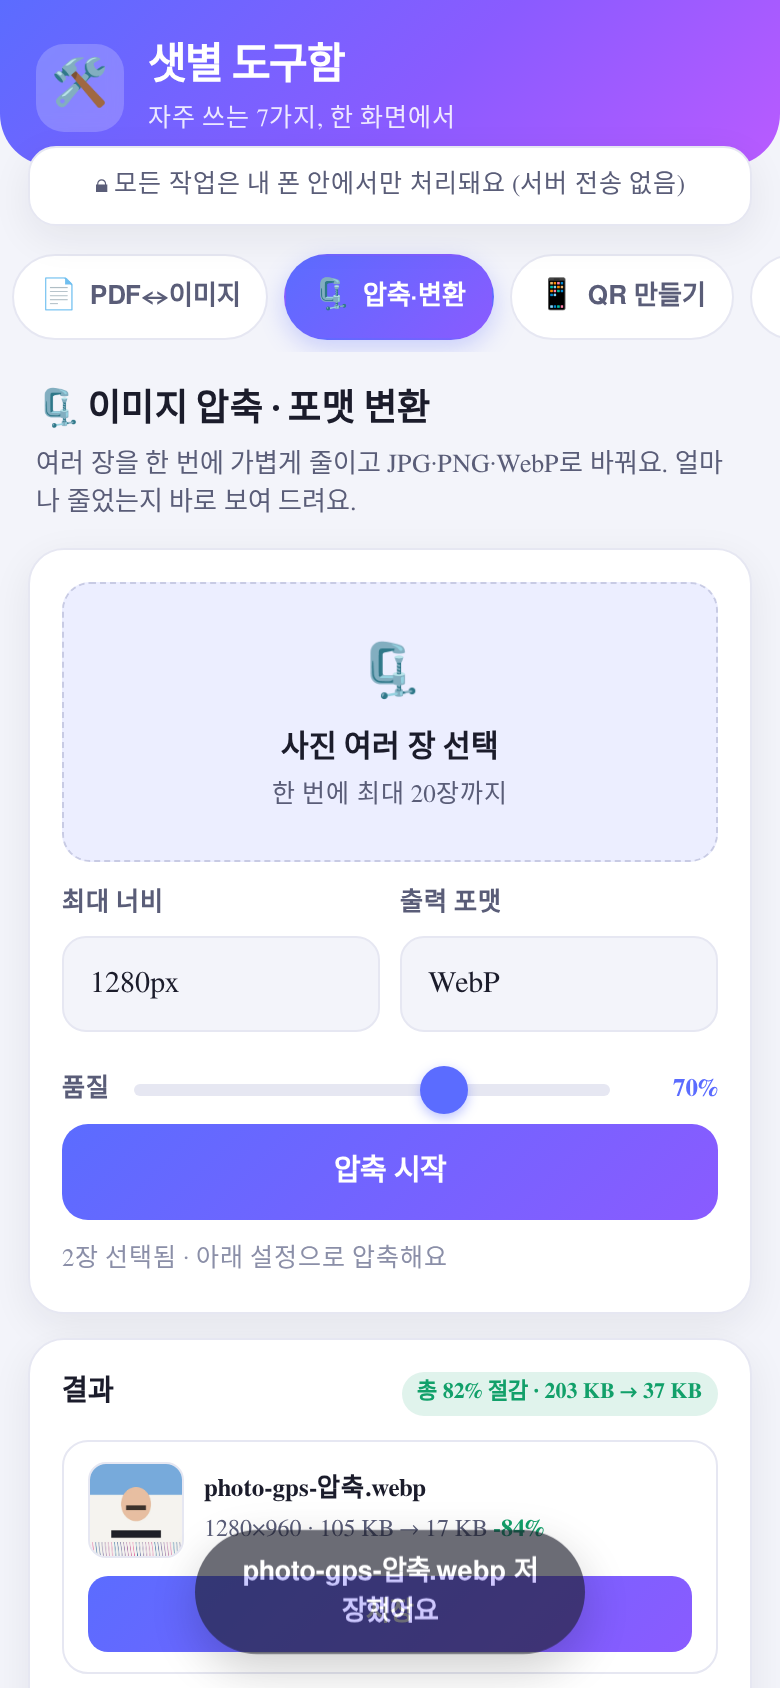 샛별 도구함
자주 쓰는 7가지, 한 화면에서
모든 작업은 내 폰 안에서만 처리돼요 (서버 전송 없음)
PDF↔이미지
압축·변환
QR 만들기
이미지 압축 · 포맷 변환
여러 장을 한 번에 가볍게 줄이고 JPG·PNG·WebP로 바꿔요. 얼마
나 줄었는지 바로 보여 드려요.
사진 여러 장 선택
한 번에 최대 20장까지
최대 너비
출력 포맷
1280px
WebP
품질
70%
압축 시작
2장 선택됨 · 아래 설정으로 압축해요
결과
총 82% 절감 · 203 KB → 37 KB
photo-gps-압축.webp
1280×960 · 105 KB → 17 KB -84%
photo-gps-압축.webp 저
장했어요